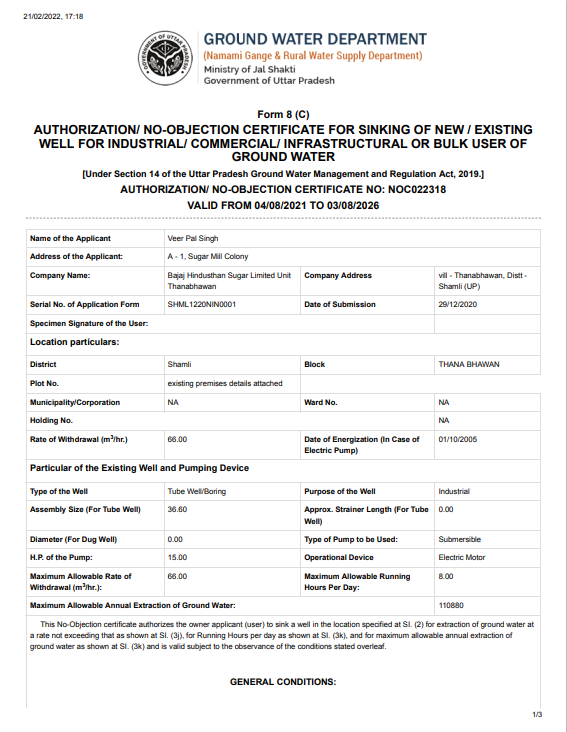 21/02/2022, 17:18
GOVERNMENT OF UTTAR PRADESH
GROUND WATER DEPARTMENT
(Namami Gange & Rural Water Supply Department)
Ministry of Jal Shakti
Government of Uttar Pradesh
Form 8 (C)
AUTHORIZATION/ NO-OBJECTION CERTIFICATE FOR SINKING OF NEW / EXISTING
WELL FOR INDUSTRIAL/ COMMERCIAL/ INFRASTRUCTURAL OR BULK USER OF
GROUND WATER
[Under Section 14 of the Uttar Pradesh Ground Water Management and Regulation Act, 2019.]
AUTHORIZATION/ NO-OBJECTION CERTIFICATE NO: NOC022318
VALID FROM 04/08/2021 TO 03/08/2026
Name of the Applicant Veer Pal Singh
Address of the Applicant: A - 1, Sugar Mill Colony
Company Name: Bajaj Hindusthan Sugar Limited Unit Thanabhawan Company Address vill - Thanabhawan, Distt - Shamli (UP)
Serial No. of Application Form SHML1220NIN0001 Date of Submission 29/12/2020
Specimen Signature of the User:
Location particulars:
District Shamli Block THANA BHAWAN
Plot No. existing premises details attached
Municipality/Corporation NA Ward No. NA
Holding No. NA
Rate of Withdrawal (m³/hr.) 66.00 Date of Energization (In Case of Electric Pump) 01/10/2005
Particular of the Existing Well and Pumping Device
Type of the Well Tube Well/Boring Purpose of the Well Industrial
Assembly Size (For Tube Well) 36.60 Approx. Strainer Length (For Tube Well) 0.00
Diameter (For Dug Well) 0.00 Type of Pump to be Used: Submersible
H.P. of the Pump: 15.00 Operational Device Electric Motor
Maximum Allowable Rate of Withdrawal (m³/hr.): 66.00 Maximum Allowable Running Hours Per Day: 8.00
Maximum Allowable Annual Extraction of Ground Water: 110880
This No-Objection certificate authorizes the owner applicant (user) to sink a well in the location specified at Sl. (2) for extraction of ground water at
a rate not exceeding that as shown at Sl. (3j), for Running Hours per day as shown at Sl. (3k), and for maximum allowable annual extraction of
ground water as shown at Sl. (3k) and is valid subject to the observance of the conditions stated overleaf.
GENERAL CONDITIONS:
1/3